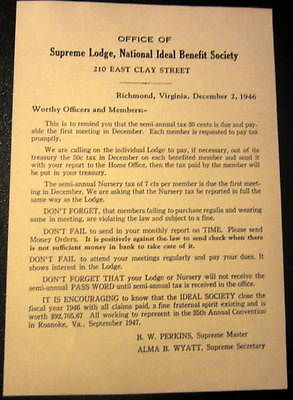 OFFICE OF
Supreme Lodge, National Ideal Benefit Society
210 EAST CLAY STREET
Richmond, Virginia, December 2, 1946
Worthy Officers and Members:-
This is to remind you that the semi-annual tax 50 cents is due and pay-
able the first meeting in December. Each member is requested to pay tax
promptly.
We are calling on the individual Lodge to pay, if necessary, out of its
treasury the 50c tax in December on each benefited member and send it
with your report to the Home Office, then the tax paid by the member will
be put in your treasury.
The semi-annual Nursery tax of 7 cts per member is due the first meet-
ing in December. We are asking that the Nursery tax be reported in full the
same way as the Lodge.
DON'T FORGET, that members failing to purchase regalia and wearing
same in meeting, are violating the law and subject to a fine.
DON'T FAIL to send in your monthly report on TIME. Please send
Money Orders. It is positively against the law to send check when there
is not sufficient money in bank to take care of it.
DON'T FAIL to attend your meetings regularly and pay your dues. It
shows interest in the Lodge.
DON'T FORGET THAT your Lodge or Nursery will not receive the
semi-annual PASS WORD until semi-annual tax is received in the office.
IT IS ENCOURAGING to know that the IDEAL SOCIETY close the
fiscal year 1946 with all claims paid, a fine fraternal spirit existing and is
worth $92,765.67 All working to represent in the 35th Annual Convention
in Roanoke, Va., September 1947.
B. W. PERKINS, Supreme Master
ALMA B. WYATT, Supreme Secretary